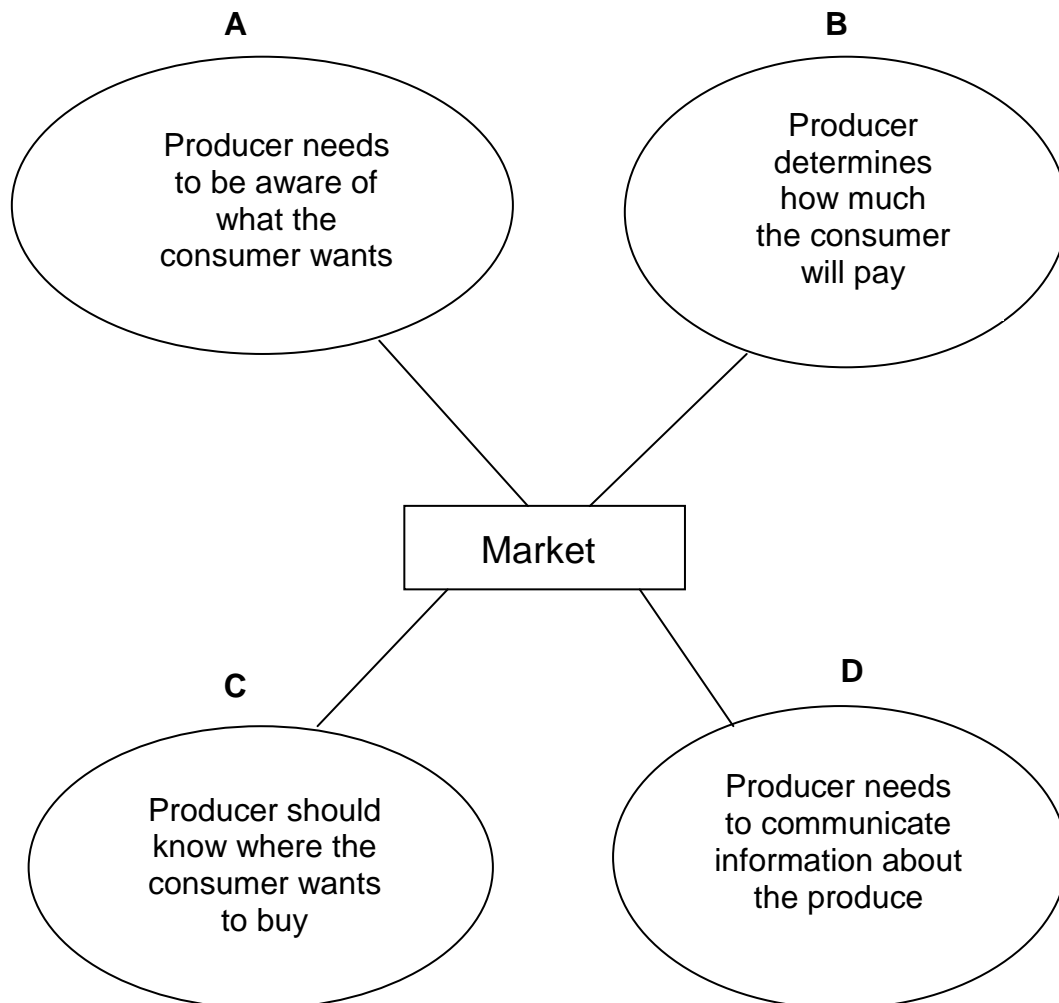 A
Producer needs
to be aware of
what the
consumer wants
B
Producer
determines
how much
the consumer
will pay
Market
C
Producer should
know where the
consumer wants
to buy
D
Producer needs
to communicate
information about
the produce